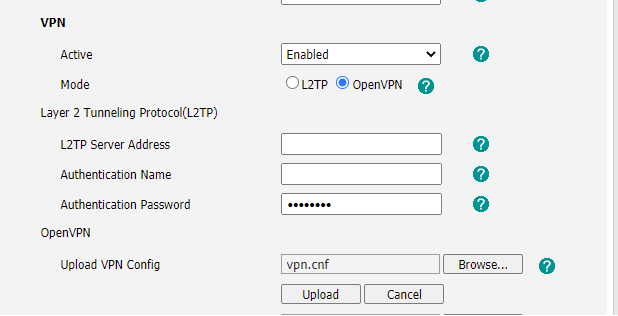 VPN
Active Enabled ?
Mode L2TP OpenVPN ?
Layer 2 Tunneling Protocol(L2TP)
L2TP Server Address ?
Authentication Name ?
Authentication Password •••••••• ?
OpenVPN
Upload VPN Config vpn.cnf Browse... ?
Upload Cancel